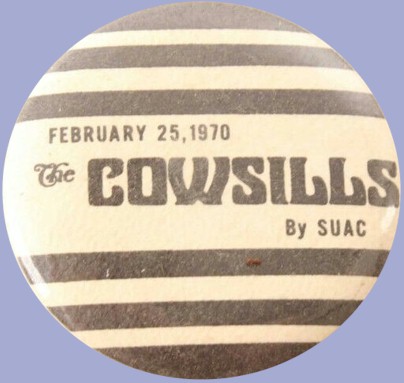 FEBRUARY 25,1970
The COWSILLS
By SUAC